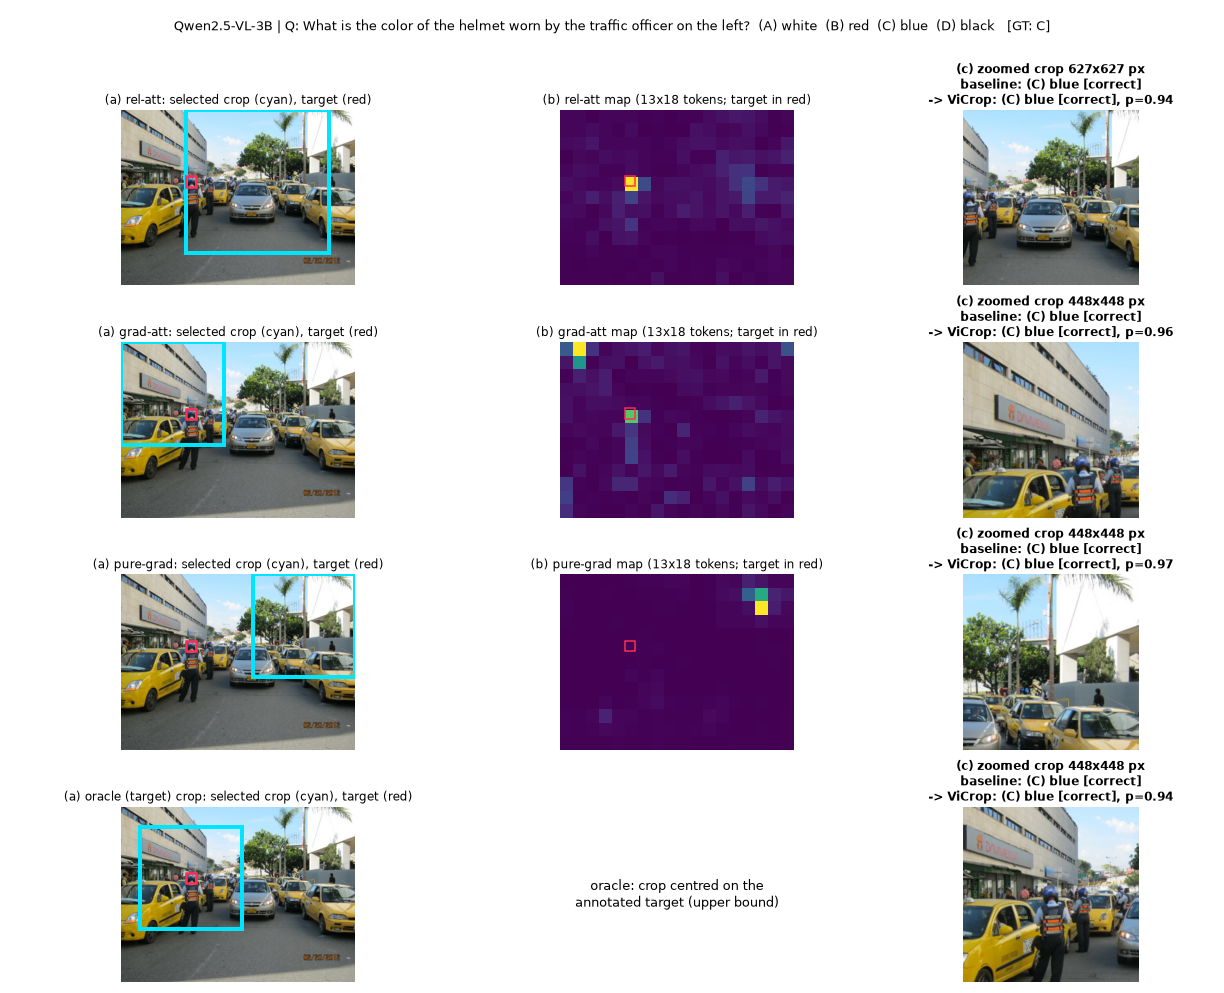 Qwen2.5-VL-3B | Q: What is the color of the helmet worn by the traffic officer on the left?  (A) white  (B) red  (C) blue  (D) black   [GT: C]
(a) rel-att: selected crop (cyan), target (red)
(b) rel-att map (13x18 tokens; target in red)
(c) zoomed crop 627x627 px
baseline: (C) blue [correct]
-> ViCrop: (C) blue [correct], p=0.94
(a) grad-att: selected crop (cyan), target (red)
(b) grad-att map (13x18 tokens; target in red)
(c) zoomed crop 448x448 px
baseline: (C) blue [correct]
-> ViCrop: (C) blue [correct], p=0.96
(a) pure-grad: selected crop (cyan), target (red)
(b) pure-grad map (13x18 tokens; target in red)
(c) zoomed crop 448x448 px
baseline: (C) blue [correct]
-> ViCrop: (C) blue [correct], p=0.97
(a) oracle (target) crop: selected crop (cyan), target (red)
oracle: crop centred on the
annotated target (upper bound)
(c) zoomed crop 448x448 px
baseline: (C) blue [correct]
-> ViCrop: (C) blue [correct], p=0.94